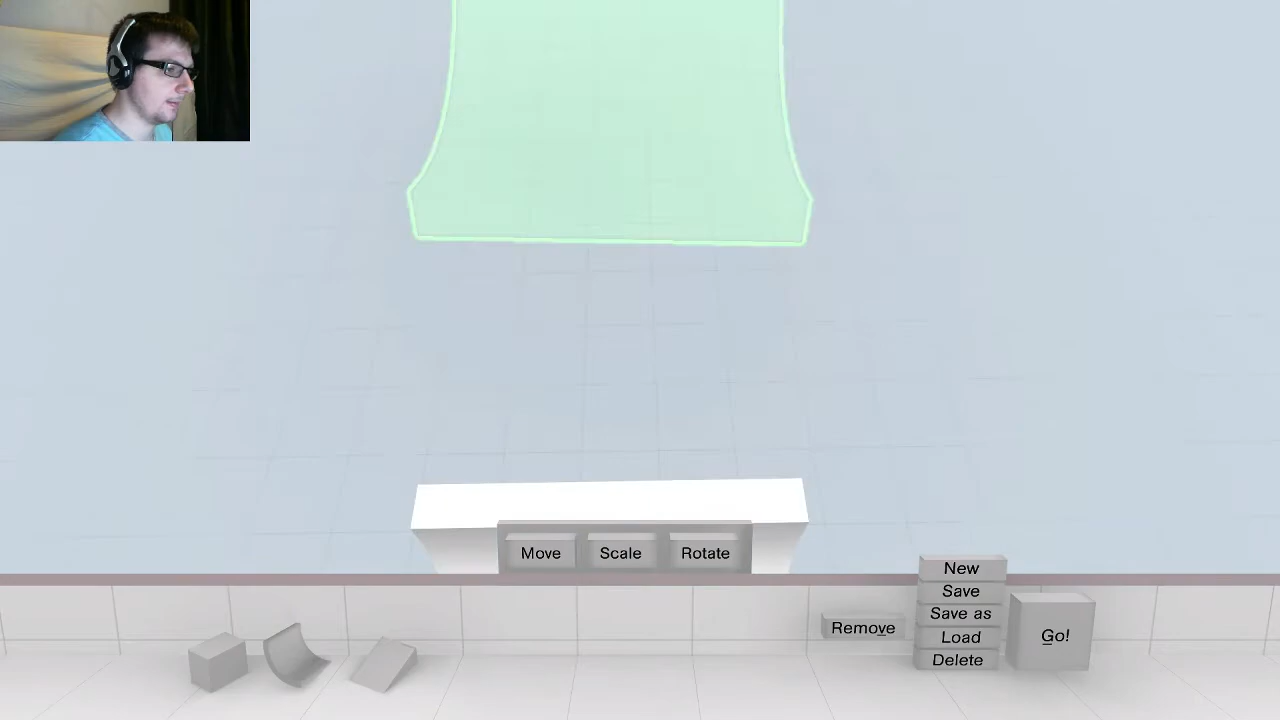 Move Scale Rotate
New
Save
Save as
Remove
Load
Go!
Delete